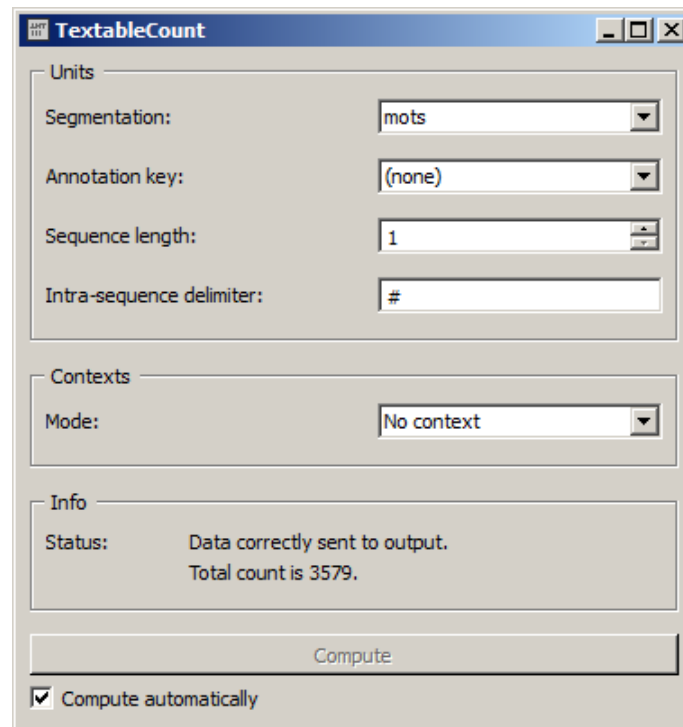 TextableCount
Units
Segmentation: mots
Annotation key: (none)
Sequence length: 1
Intra-sequence delimiter: #
Contexts
Mode: No context
Info
Status: Data correctly sent to output.
Total count is 3579.
Compute
Compute automatically